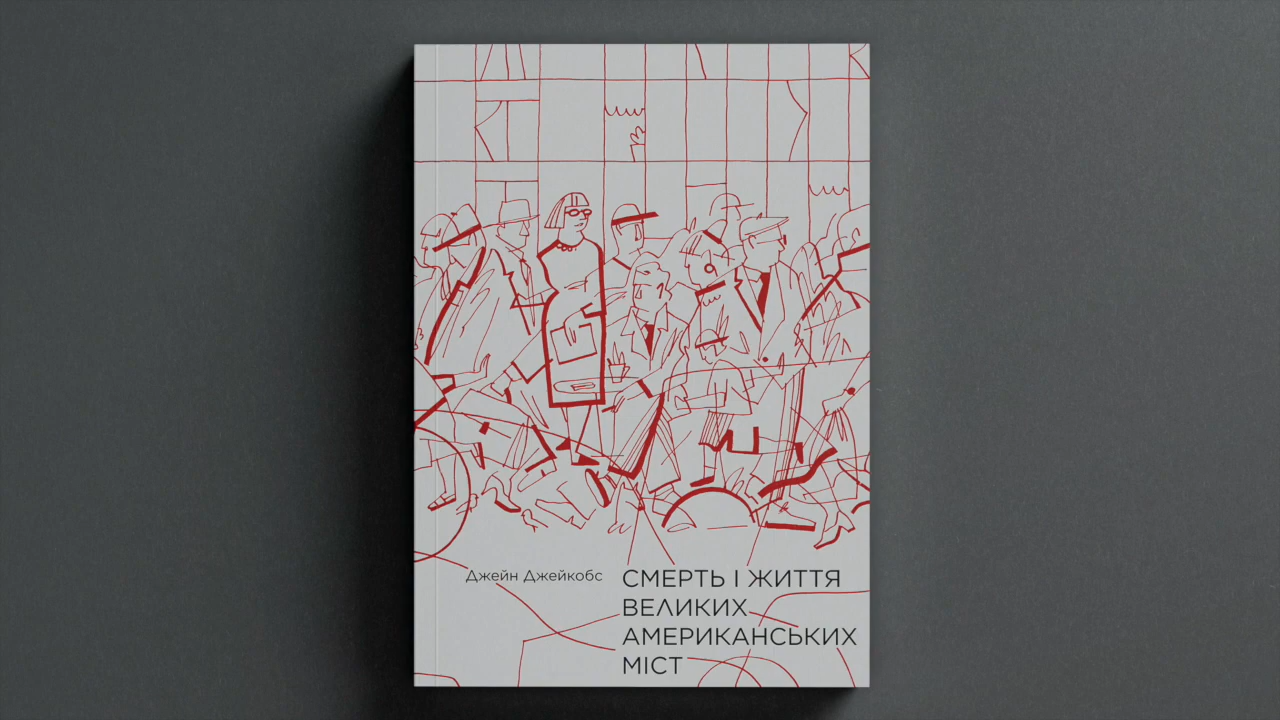 Джейн Джейкобс
СМЕРТЬ І ЖИТТЯ
ВЕЛИКИХ
АМЕРИКАНСЬКИХ
МІСТ